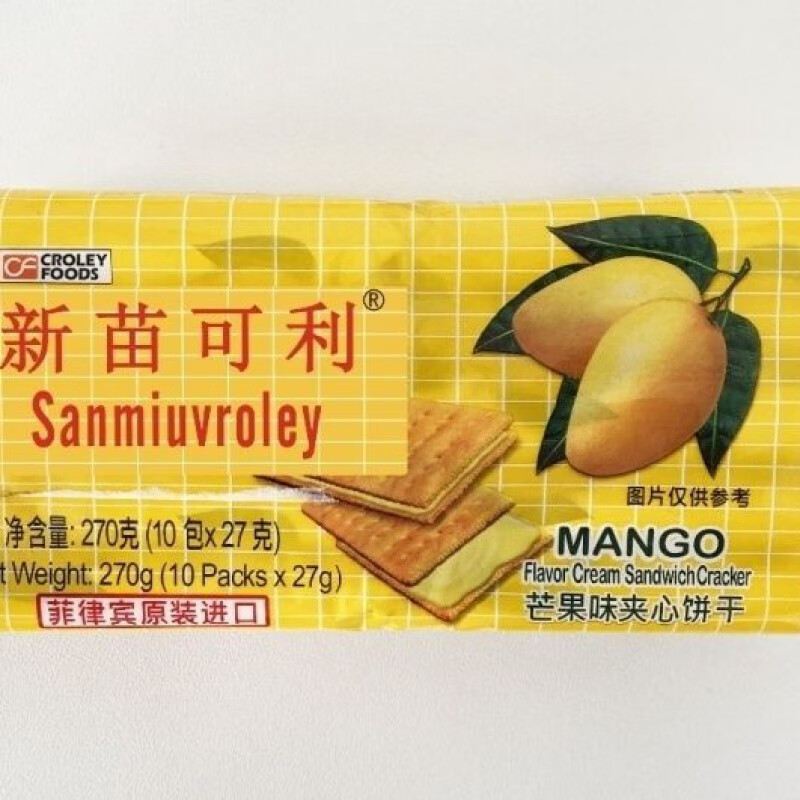 CROLEY
FOODS
新苗可利®
Sanmiuvroley
净含量: 270克 (10 包x 27 克)
t Weight: 270g (10 Packs x 27g)
菲律宾原装进口
图片仅供参考
MANGO
Flavor Cream Sandwich Cracker
芒果味夹心饼干